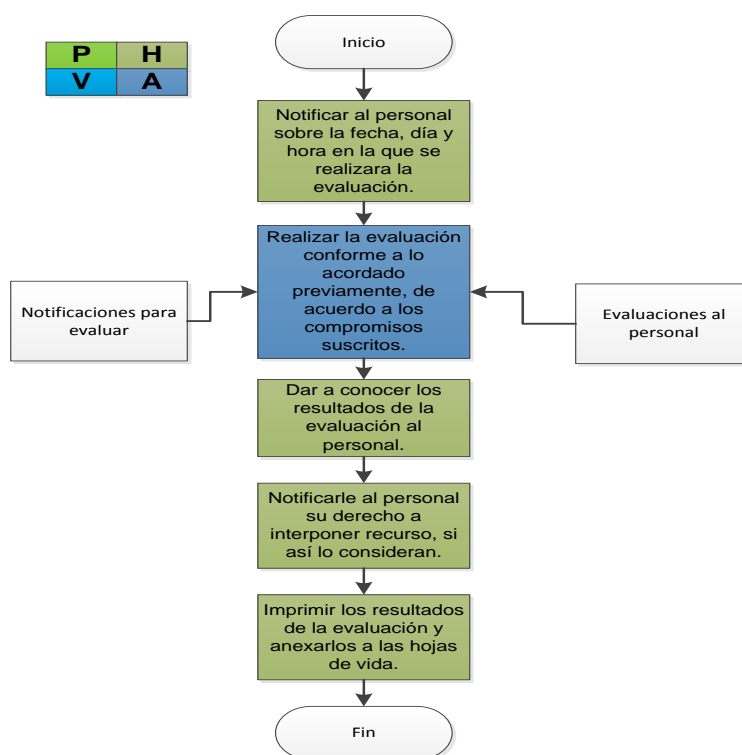 P H
V A
Inicio
Notificar al personal
sobre la fecha, día y
hora en la que se
realizara la
evaluación.
Realizar la evaluación
conforme a lo
acordado
previamente, de
acuerdo a los
compromisos
suscritos.
Notificaciones para
evaluar
Evaluaciones al
personal
Dar a conocer los
resultados de la
evaluación al
personal.
Notificarle al personal
su derecho a
interponer recurso, si
así lo consideran.
Imprimir los resultados
de la evaluación y
anexarlos a las hojas
de vida.
Fin